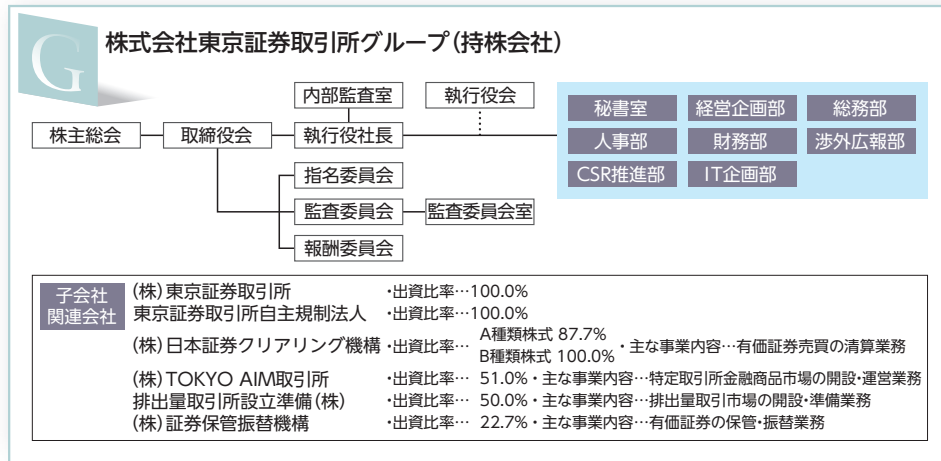 G
株式会社東京証券取引所グループ(持株会社)
内部監査室 執行役会
株主総会 取締役会 執行役社長
指名委員会
監査委員会 監査委員会室
報酬委員会
秘書室 経営企画部 総務部
人事部 財務部 渉外広報部
CSR推進部 IT企画部
子会社
関連会社
(株)東京証券取引所 ・出資比率…100.0%
東京証券取引所自主規制法人 ・出資比率…100.0%
(株)日本証券クリアリング機構 ・出資比率… A種類株式 87.7%
B種類株式 100.0% ・主な事業内容…有価証券売買の清算業務
(株)TOKYO AIM取引所 ・出資比率… 51.0% ・主な事業内容…特定取引所金融商品市場の開設・運営業務
排出量取引所設立準備(株) ・出資比率… 50.0% ・主な事業内容…排出量取引市場の開設・準備業務
(株)証券保管振替機構 ・出資比率… 22.7% ・主な事業内容…有価証券の保管・振替業務